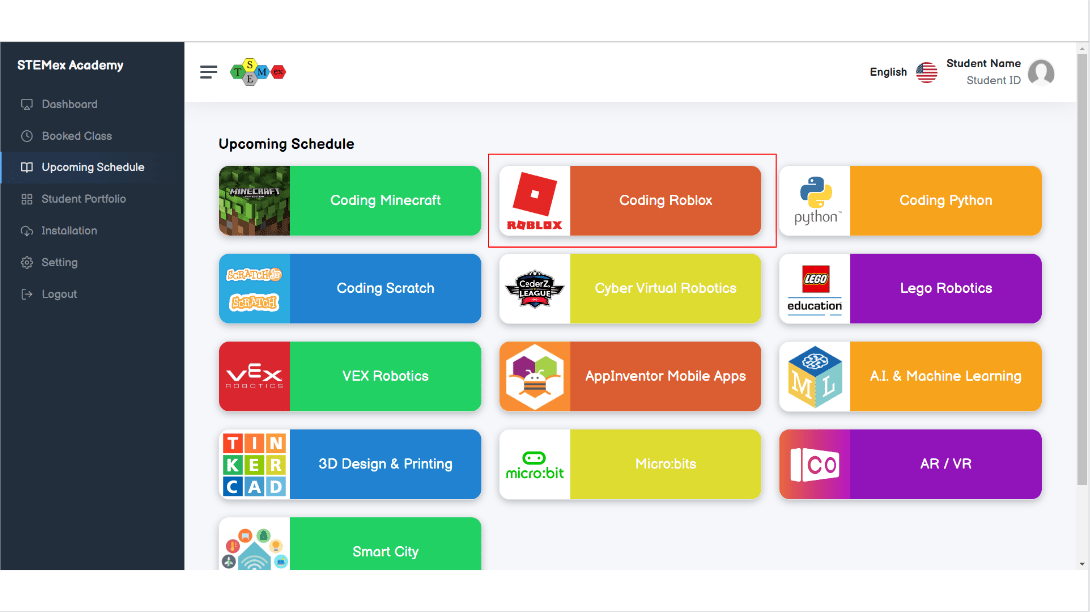 STEMex Academy
Dashboard
Booked Class
Upcoming Schedule
Student Portfolio
Installation
Setting
Logout
T S E M ex
English
Student Name
Student ID
Upcoming Schedule
MINECRAFT
Coding Minecraft
ROBLOX
Coding Roblox
python
Coding Python
SCRATCH
SCRATCH
Coding Scratch
CoderZ
LEAGUE
Cyber Virtual Robotics
LEGO
education
Lego Robotics
VEX
ROBOTICS
VEX Robotics
AppInventor Mobile Apps
M L
A.I. & Machine Learning
TIN
KER
CAD
3D Design & Printing
micro:bit
Micro:bits
CO
AR / VR
Smart City